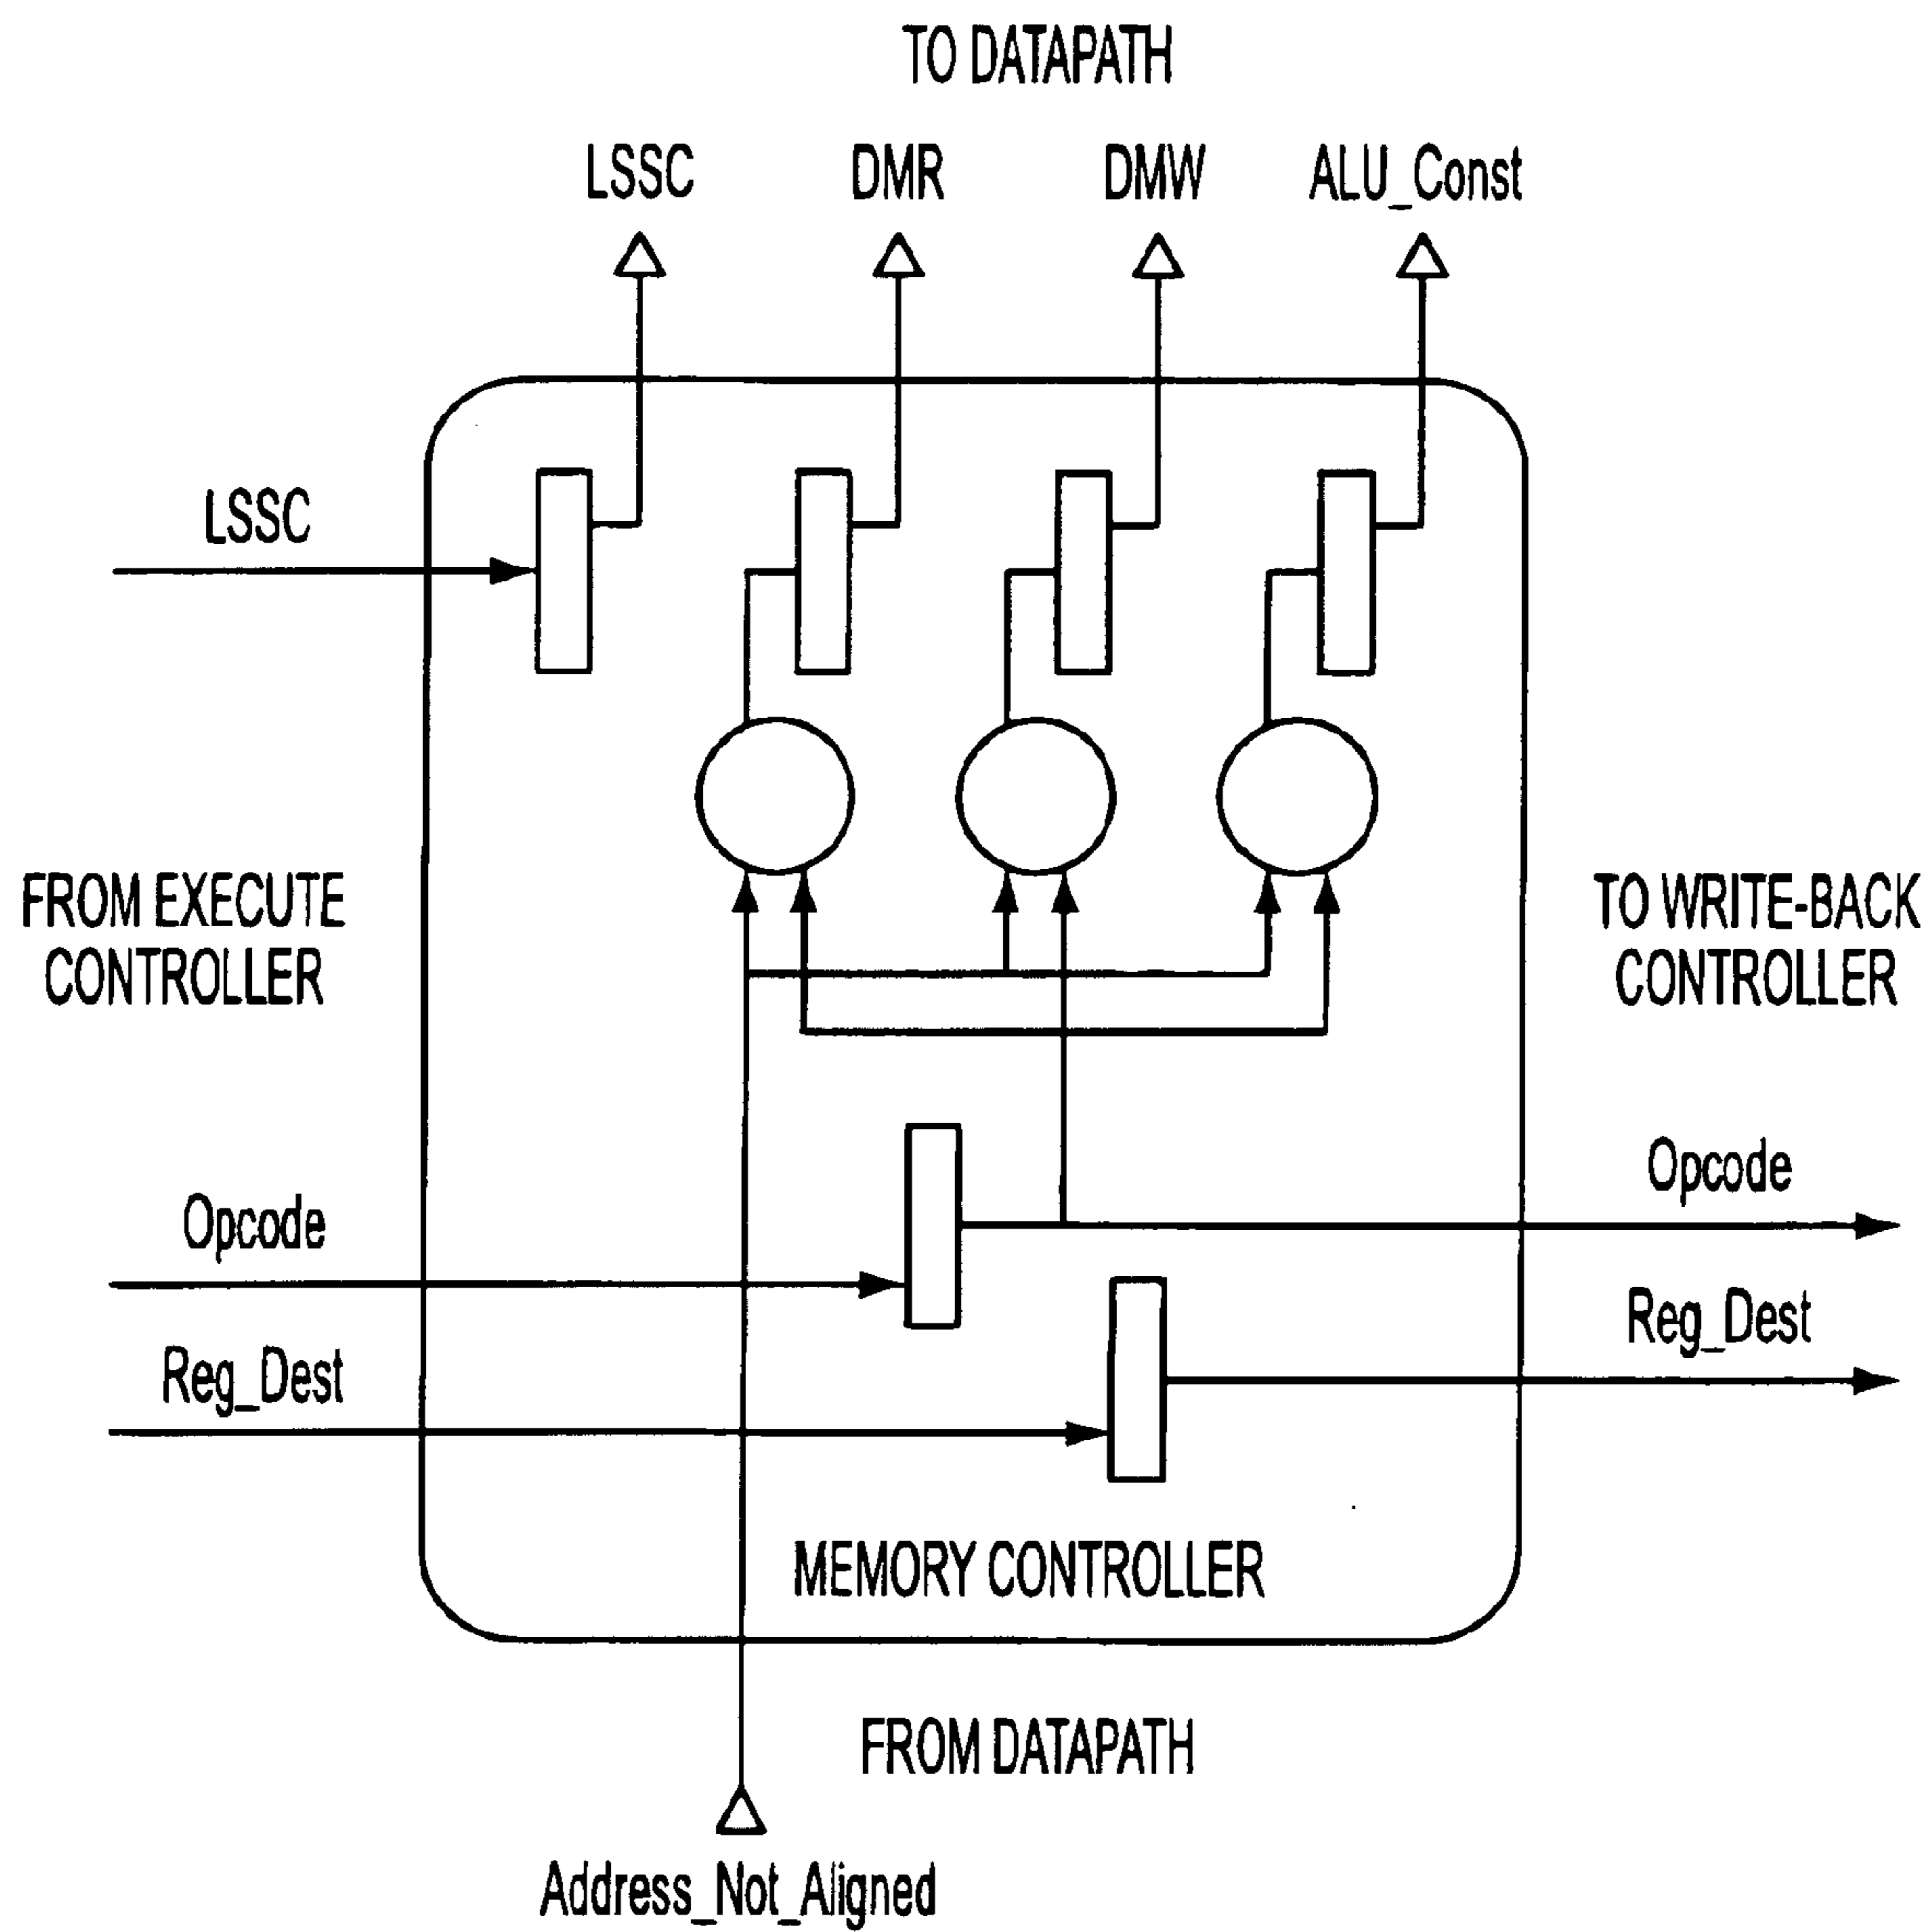 TO DATAPATH
LSSC DMR DMW ALU_Const
LSSC
FROM EXECUTE
CONTROLLER
TO WRITE-BACK
CONTROLLER
Opcode
Opcode
Reg_Dest
Reg_Dest
MEMORY CONTROLLER
FROM DATAPATH
Address_Not_Aligned